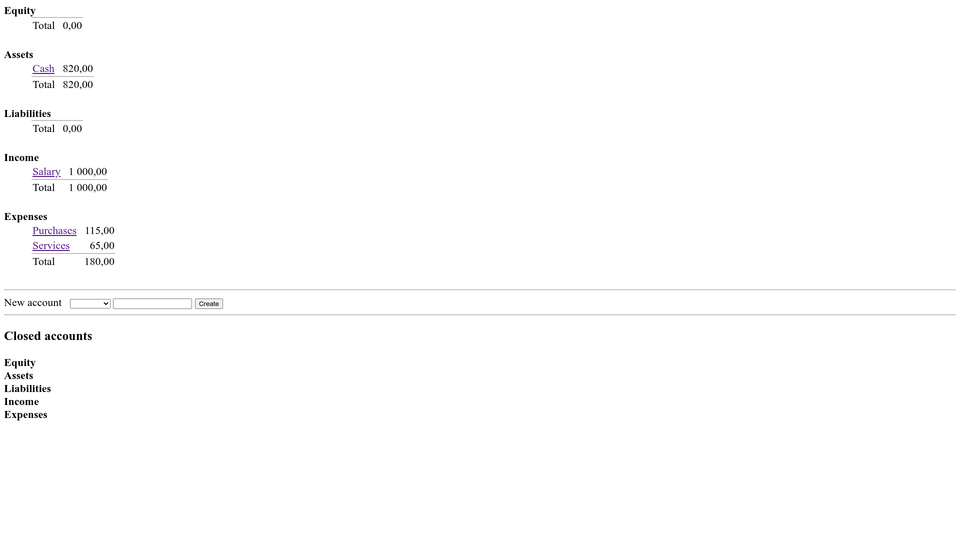 Equity
Total 0,00
Assets
Cash 820,00
Total 820,00
Liabilities
Total 0,00
Income
Salary 1 000,00
Total 1 000,00
Expenses
Purchases 115,00
Services 65,00
Total 180,00
New account Create
Closed accounts
Equity
Assets
Liabilities
Income
Expenses